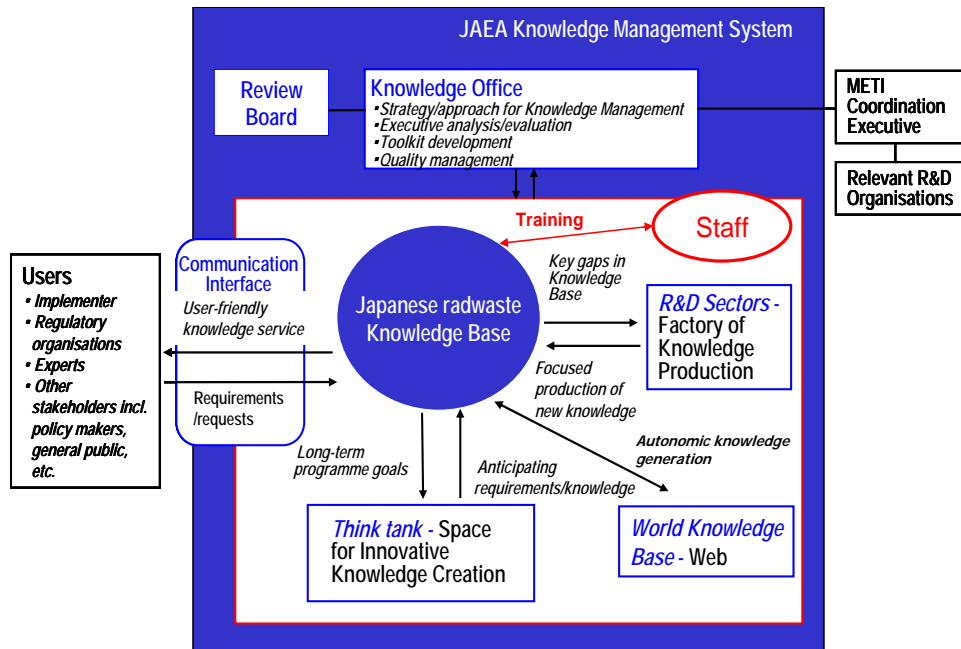 JAEA Knowledge Management System
Review
Board
Knowledge Office
•Strategy/approach for Knowledge Management
•Executive analysis/evaluation
•Toolkit development
•Quality management
METI
Coordination
Executive
Relevant R&D
Organisations
Training
Staff
Users
• Implementer
• Regulatory
organisations
• Experts
• Other
stakeholders incl.
policy makers,
general public,
etc.
Communication
Interface
User-friendly
knowledge service
Requirements
/requests
Japanese radwaste
Knowledge Base
Key gaps in
Knowledge
Base
R&D Sectors -
Factory of
Knowledge
Production
Focused
production of
new knowledge
Autonomic knowledge
generation
Long-term
programme goals
Anticipating
requirements/knowledge
Think tank - Space
for Innovative
Knowledge Creation
World Knowledge
Base - Web